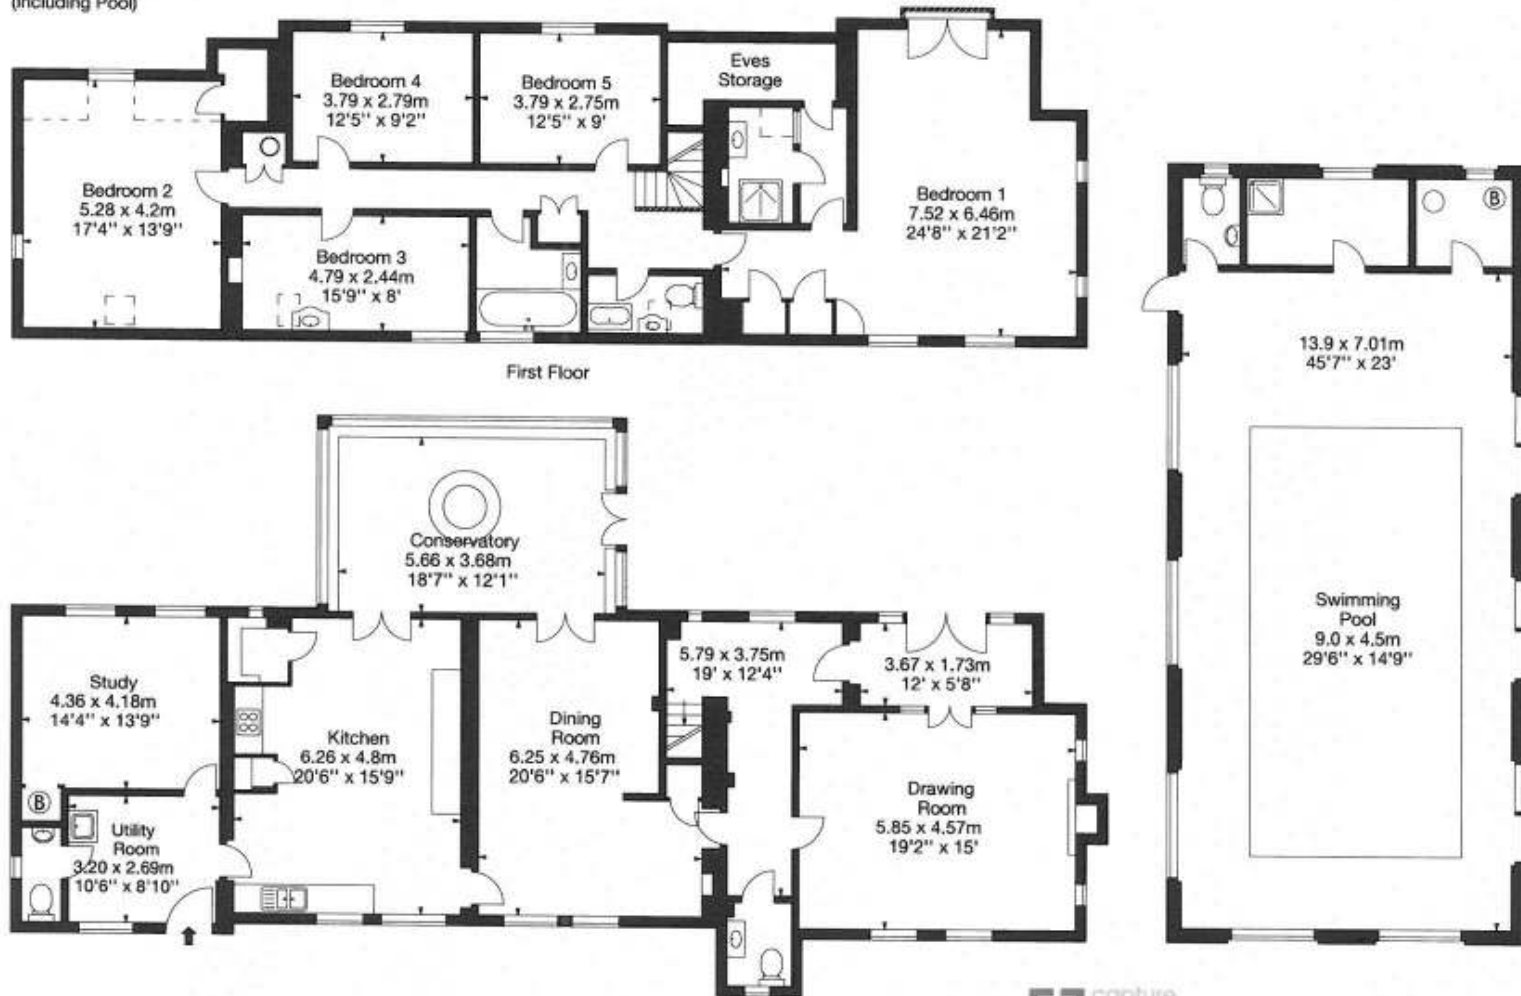 (Including Pool)
Bedroom 4
3.79 x 2.79m
12'5'' x 9'2''
Bedroom 5
3.79 x 2.75m
12'5'' x 9'
Eves
Storage
Bedroom 2
5.28 x 4.2m
17'4'' x 13'9''
Bedroom 3
4.79 x 2.44m
15'9'' x 8'
Bedroom 1
7.52 x 6.46m
24'8'' x 21'2''
First Floor
B
13.9 x 7.01m
45'7'' x 23'
Swimming
Pool
9.0 x 4.5m
29'6'' x 14'9''
Conservatory
5.66 x 3.68m
18'7'' x 12'1''
Study
4.36 x 4.18m
14'4'' x 13'9''
Kitchen
6.26 x 4.8m
20'6'' x 15'9''
Dining
Room
6.25 x 4.76m
20'6'' x 15'7''
5.79 x 3.75m
19' x 12'4''
3.67 x 1.73m
12' x 5'8''
Drawing
Room
5.85 x 4.57m
19'2'' x 15'
B
Utility
Room
3.20 x 2.69m
10'6'' x 8'10''
capture